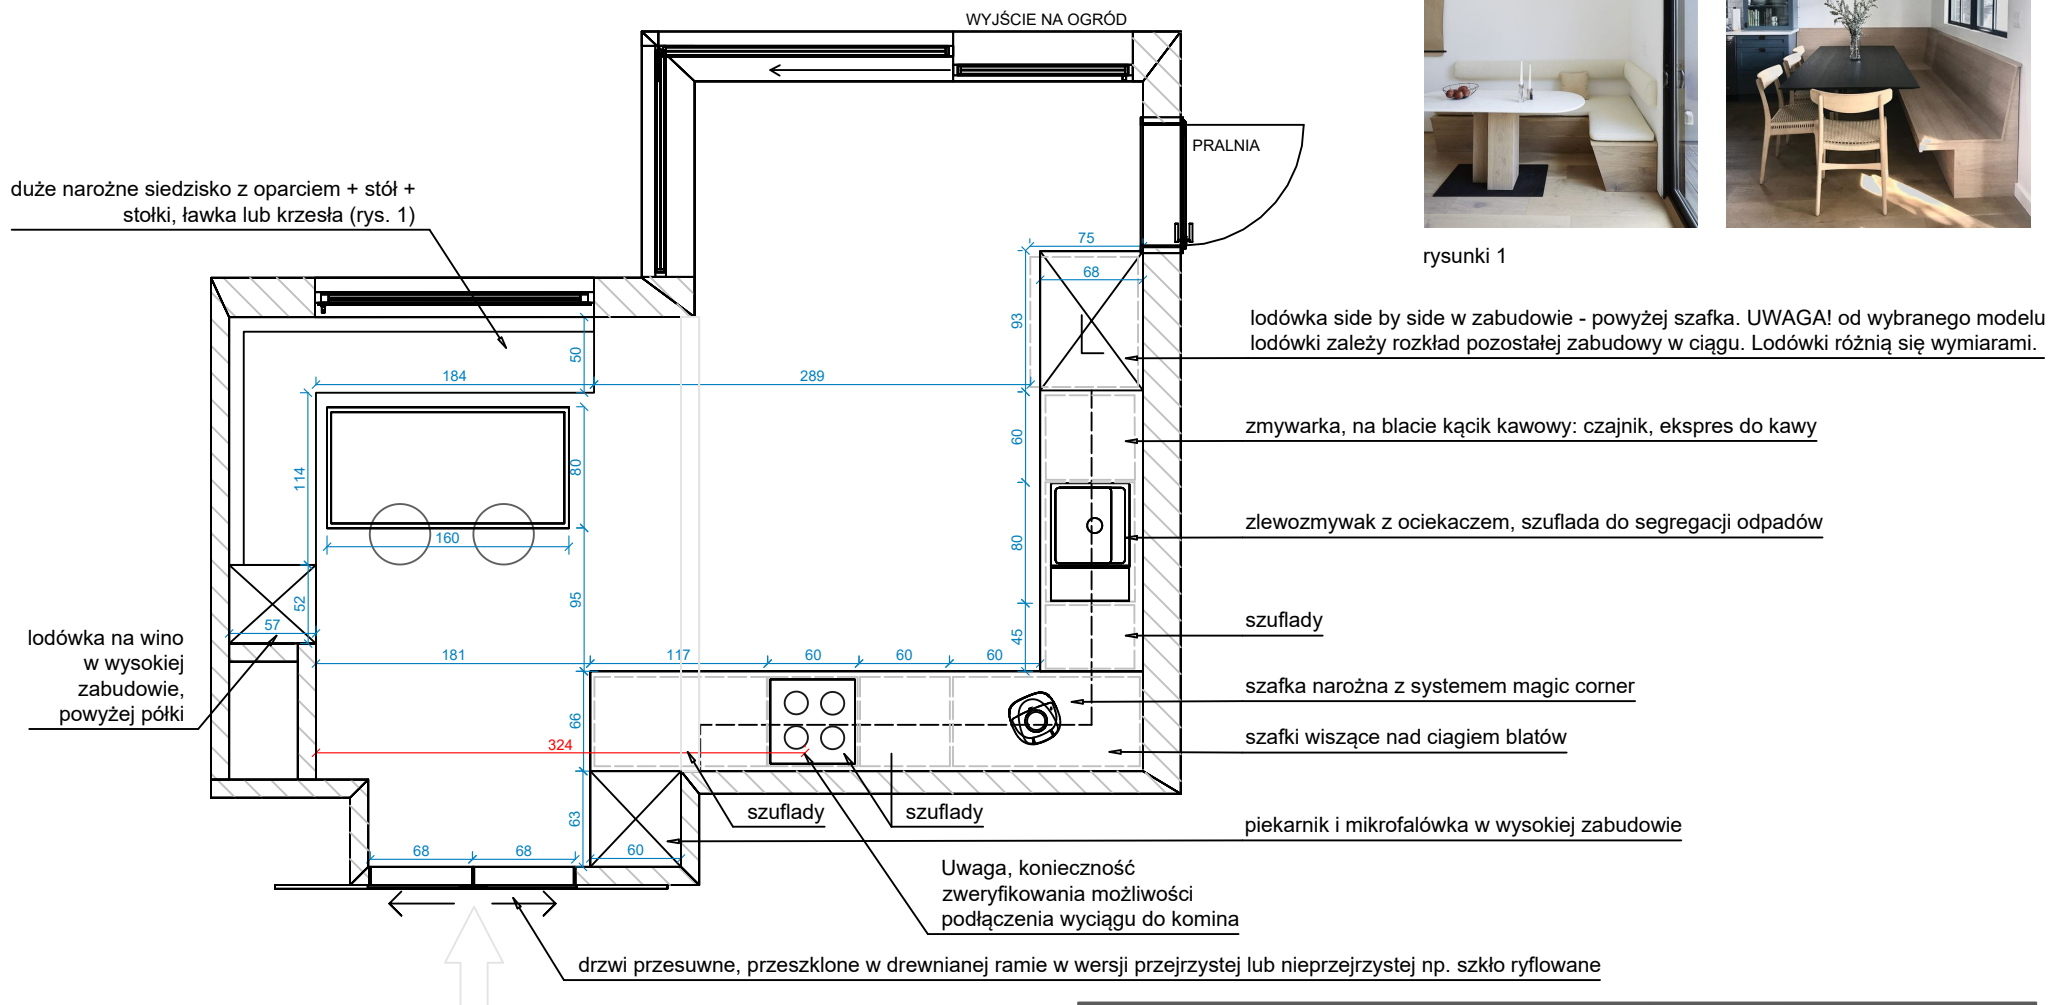 WYJŚCIE NA OGRÓD
PRALNIA
duże narożne siedzisko z oparciem + stół +
stołki, ławka lub krzesła (rys. 1)
rysunki 1
75
68
93
lodówka side by side w zabudowie - powyżej szafka. UWAGA! od wybranego modelu
lodówki zależy rozkład pozostałej zabudowy w ciągu. Lodówki różnią się wymiarami.
50
184
289
60
zmywarka, na blacie kącik kawowy: czajnik, ekspres do kawy
114
80
160
80
zlewozmywak z ociekaczem, szuflada do segregacji odpadów
52
95
57
45
szuflady
lodówka na wino
w wysokiej
zabudowie,
powyżej półki
181
117
60
60
60
szafka narożna z systemem magic corner
66
324
szafki wiszące nad ciagiem blatów
63
szuflady
szuflady
piekarnik i mikrofalówka w wysokiej zabudowie
68
68
60
Uwaga, konieczność
zweryfikowania możliwości
podłączenia wyciągu do komina
drzwi przesuwne, przeszklone w drewnianej ramie w wersji przejrzystej lub nieprzejrzystej np. szkło ryflowane